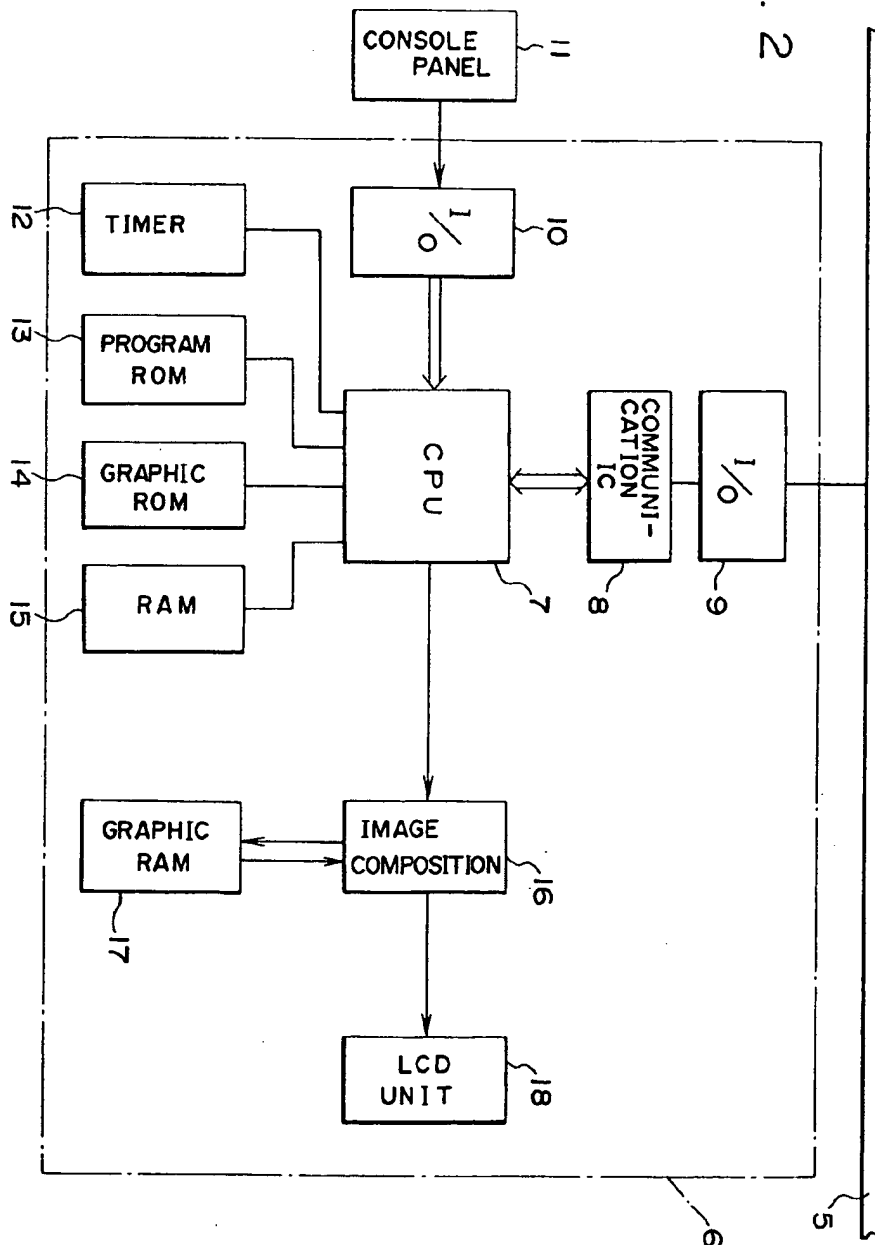 . 2
5
CONSOLE
PANEL
11
I/O
10
TIMER
12
PROGRAM
ROM
13
GRAPHIC
ROM
14
RAM
15
CPU
7
COMMUNI-
CATION
IC
8
I/O
9
IMAGE
COMPOSITION
16
GRAPHIC
RAM
17
LCD
UNIT
18
6